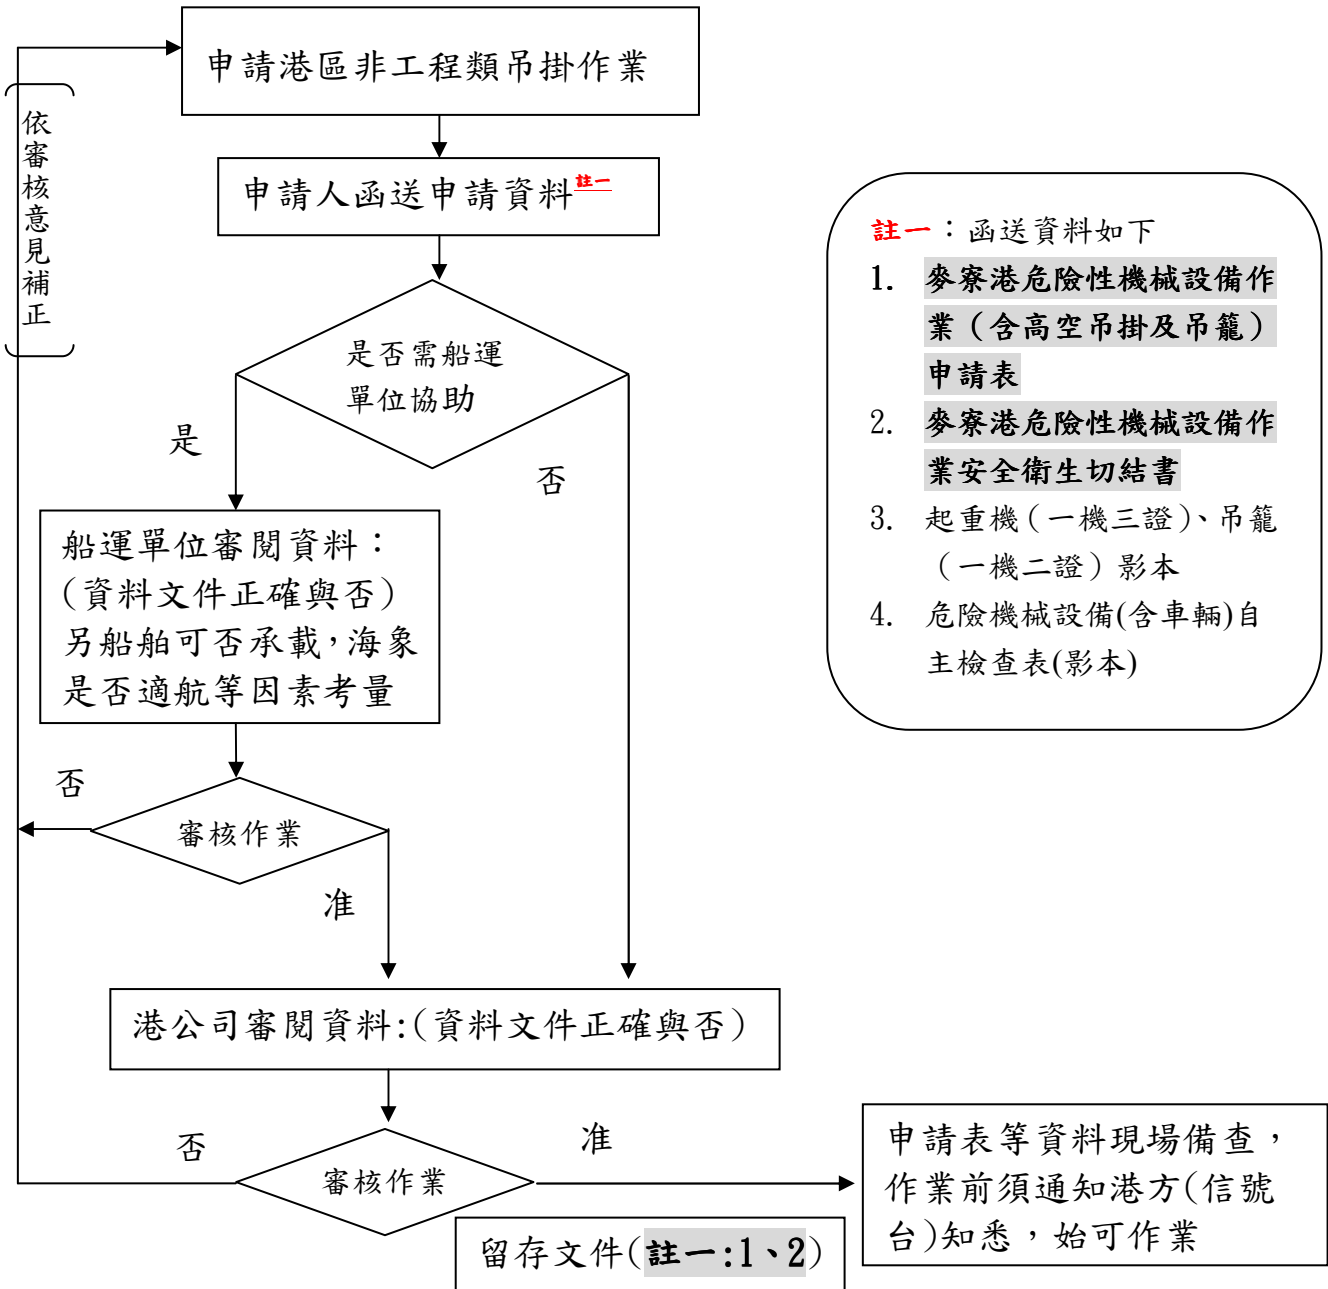 申請港區非工程類吊掛作業
依審核意見補正
申請人函送申請資料註一
是否需船運
單位協助
是
否
船運單位審閱資料：
(資料文件正確與否)
另船舶可否承載，海象
是否適航等因素考量
否
審核作業
准
港公司審閱資料:(資料文件正確與否)
否
審核作業
准
留存文件(註一:1、2)
申請表等資料現場備查，
作業前須通知港方(信號
台)知悉，始可作業
註一：函送資料如下
1. 麥寮港危險性機械設備作
業（含高空吊掛及吊籠）
申請表
2. 麥寮港危險性機械設備作
業安全衛生切結書
3. 起重機（一機三證）、吊籠
（一機二證）影本
4. 危險機械設備(含車輛)自
主檢查表(影本)